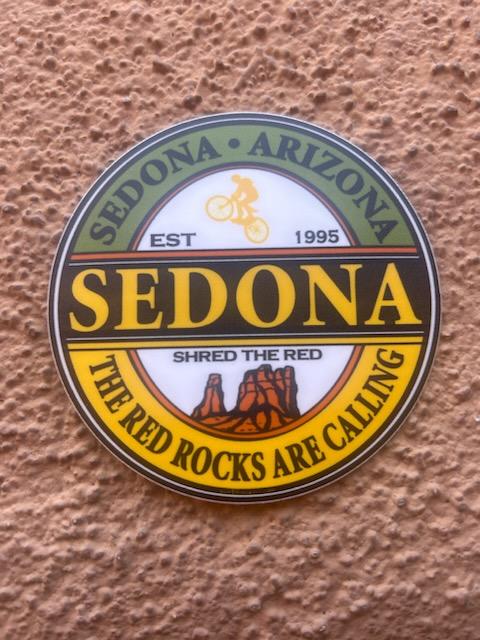 SEDONA • ARIZONA
EST 1995
SEDONA
SHRED THE RED
THE RED ROCKS ARE CALLING